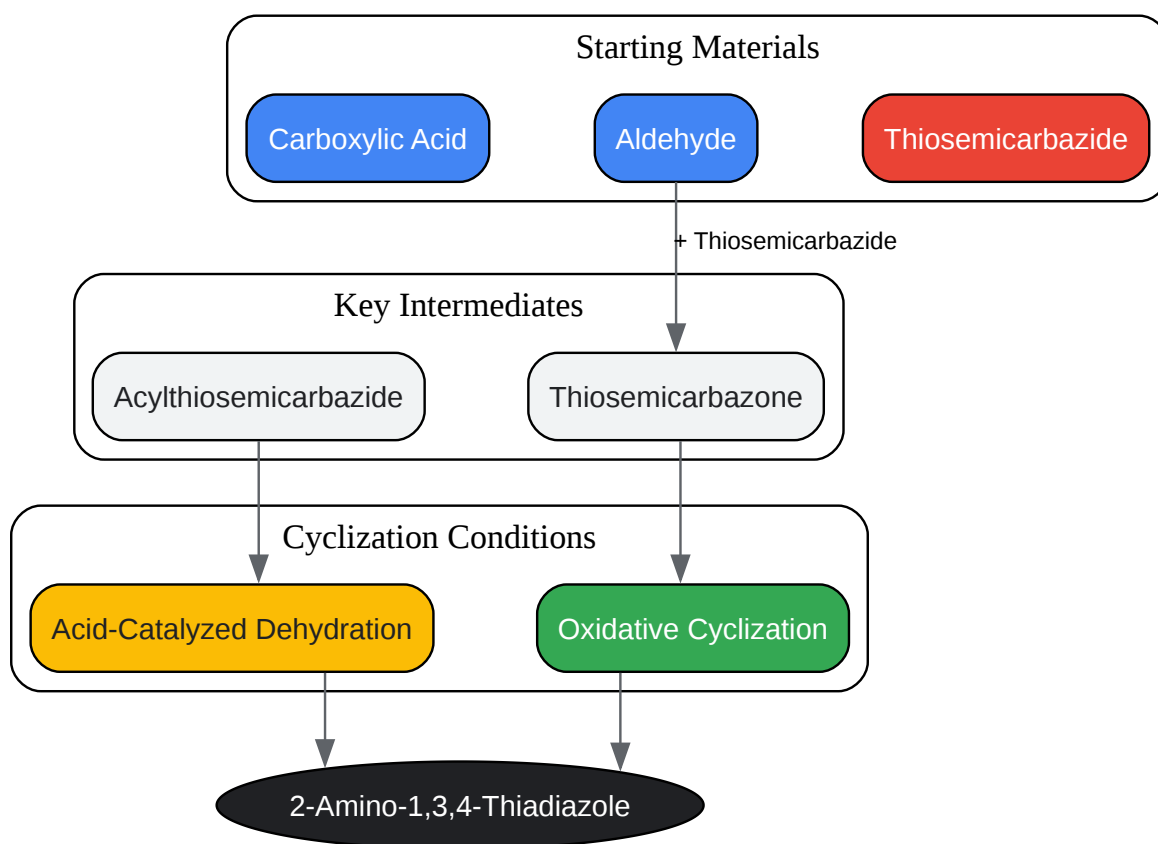 Starting Materials
Carboxylic Acid
Aldehyde
Thiosemicarbazide
+ Thiosemicarbazide
Key Intermediates
Acylthiosemicarbazide
Thiosemicarbazone
Cyclization Conditions
Acid-Catalyzed Dehydration
Oxidative Cyclization
2-Amino-1,3,4-Thiadiazole